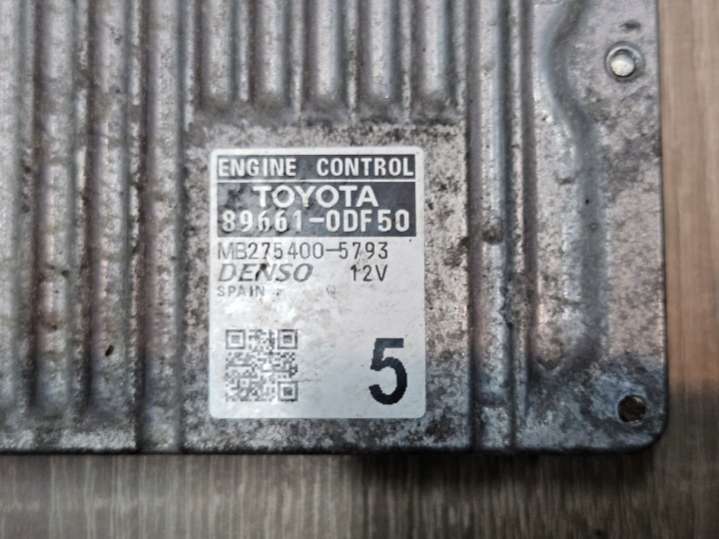 ENGINE CONTROL
TOYOTA
89661-0DF50
MB275400-5793
DENSO 12V
SPAIN
5